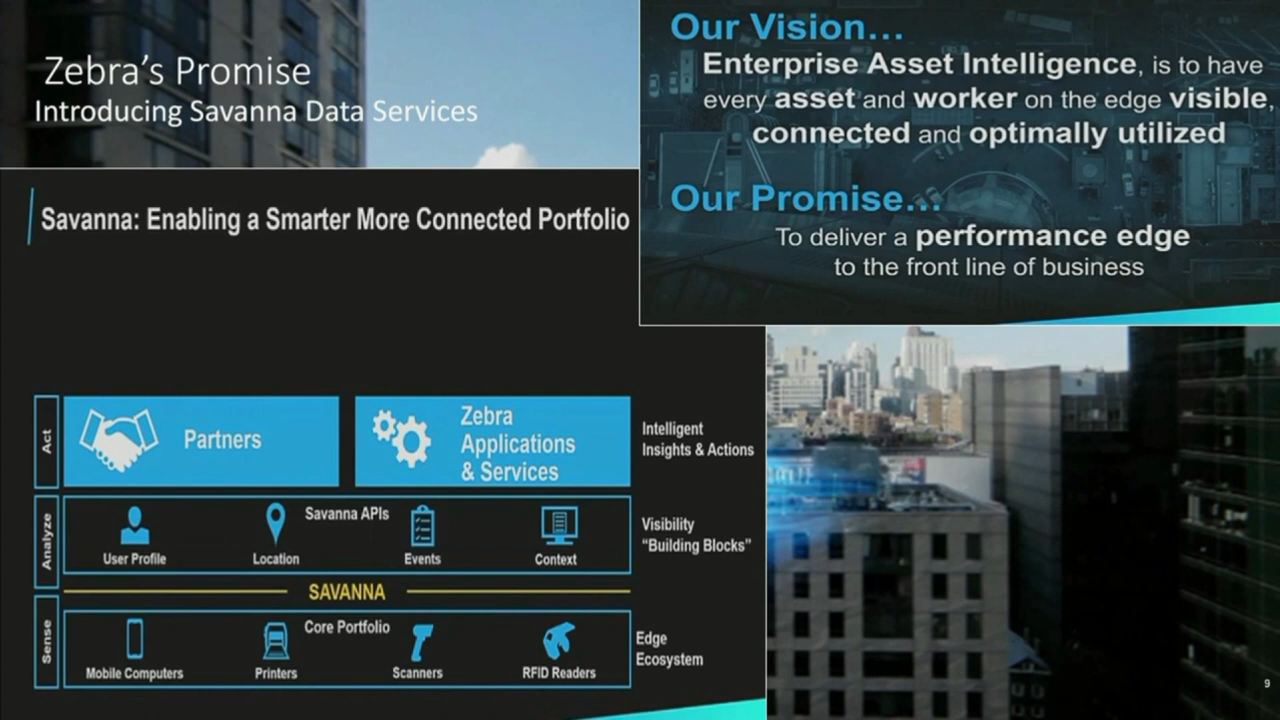 Zebra's Promise
Introducing Savanna Data Services
Our Vision...
Enterprise Asset Intelligence, is to have
every asset and worker on the edge visible,
connected and optimally utilized
Our Promise...
To deliver a performance edge
to the front line of business
Savanna: Enabling a Smarter More Connected Portfolio
Act
Partners
Zebra
Applications
& Services
Intelligent
Insights & Actions
Analyze
Savanna APIs
User Profile
Location
Events
Context
Visibility
“Building Blocks”
SAVANNA
Sense
Core Portfolio
Mobile Computers
Printers
Scanners
RFID Readers
Edge
Ecosystem
9